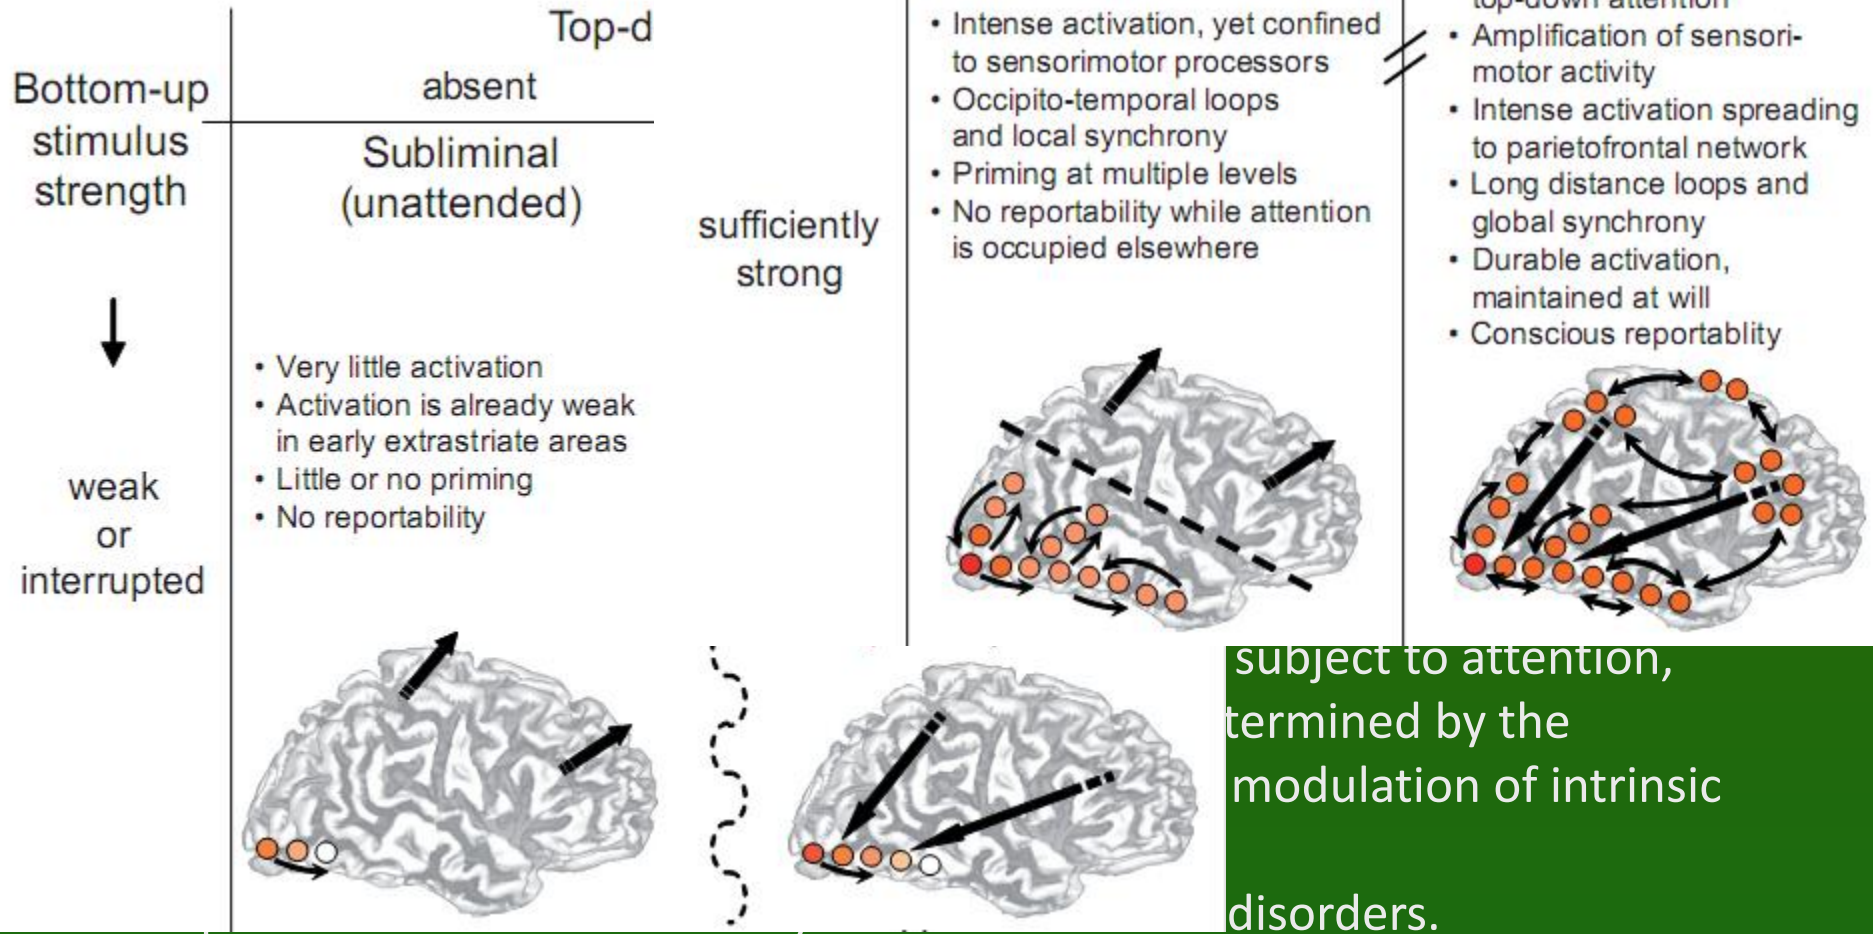 Top-d
absent
Bottom-up
stimulus
strength
Subliminal
(unattended)
weak
or
interrupted
• Very little activation
• Activation is already weak
in early extrastriate areas
• Little or no priming
• No reportability
sufficiently
strong
• Intense activation, yet confined
to sensorimotor processors
• Occipito-temporal loops
and local synchrony
• Priming at multiple levels
• No reportability while attention
is occupied elsewhere
top-down attention
• Amplification of sensori-
motor activity
• Intense activation spreading
to parietofrontal network
• Long distance loops and
global synchrony
• Durable activation,
maintained at will
• Conscious reportablity
subject to attention,
termined by the
modulation of intrinsic
disorders.